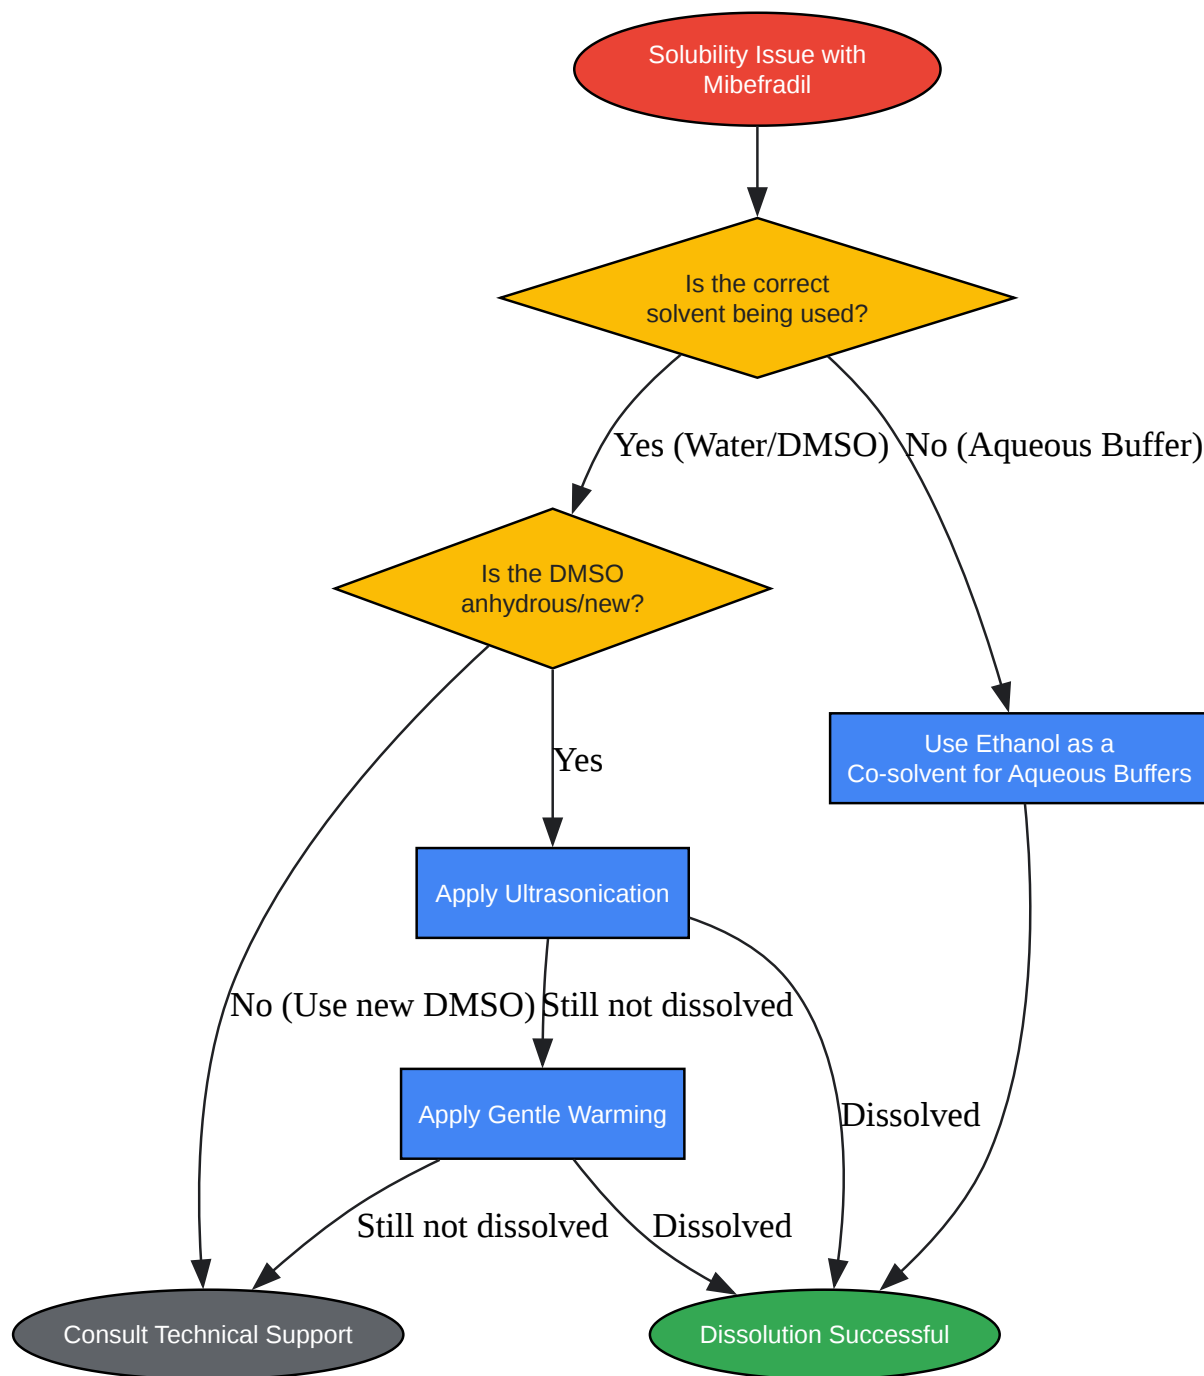 Solubility Issue with
Mibefradil
Is the correct
solvent being used?
Yes (Water/DMSO)
No (Aqueous Buffer)
Is the DMSO
anhydrous/new?
Use Ethanol as a
Co-solvent for Aqueous Buffers
Yes
Apply Ultrasonication
No (Use new DMSO)
Still not dissolved
Apply Gentle Warming
Dissolved
Still not dissolved
Dissolved
Consult Technical Support
Dissolution Successful